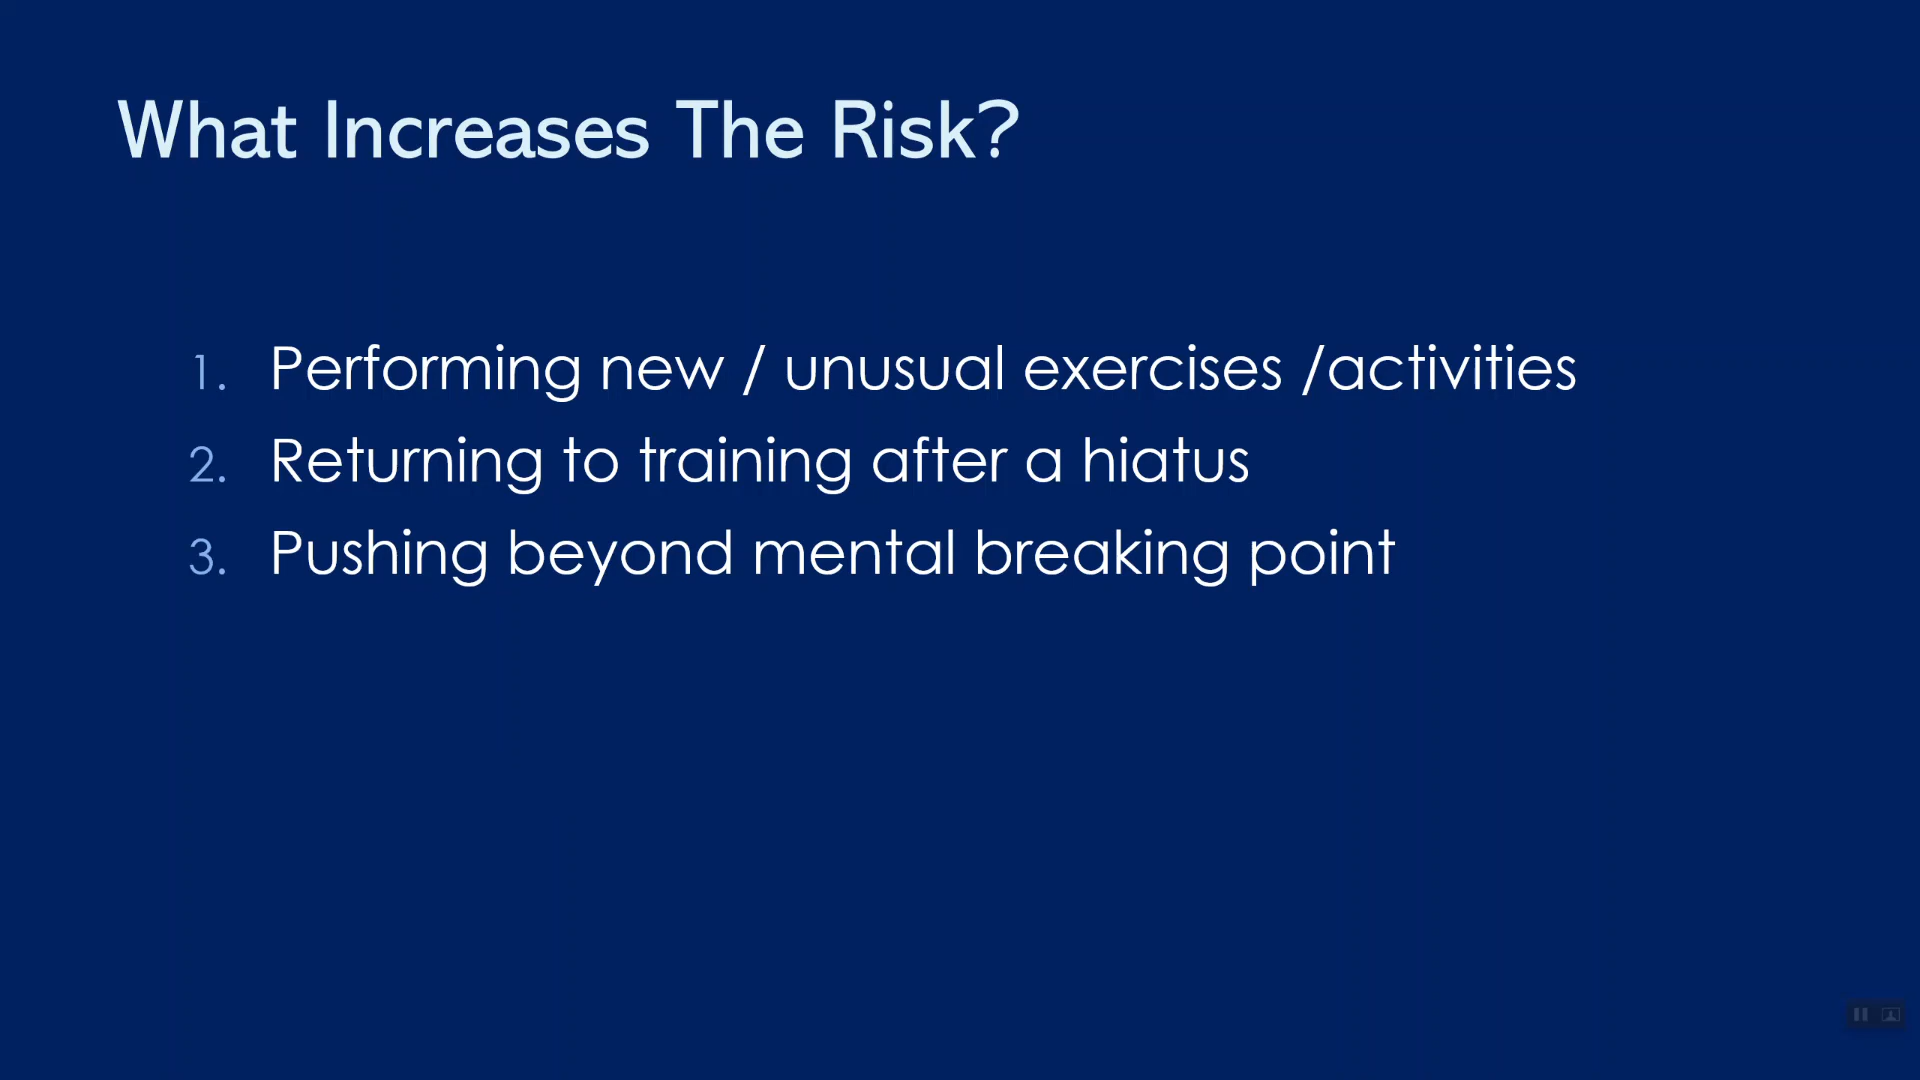 What Increases The Risk?
1. Performing new / unusual exercises /activities
2. Returning to training after a hiatus
3. Pushing beyond mental breaking point